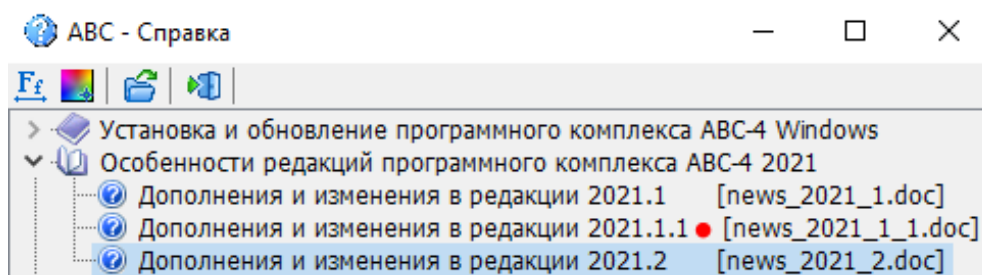 АВС - Справка
Ff
Установка и обновление программного комплекса АВС-4 Windows
Особенности редакций программного комплекса АВС-4 2021
Дополнения и изменения в редакции 2021.1 [news_2021_1.doc]
Дополнения и изменения в редакции 2021.1.1 [news_2021_1_1.doc]
Дополнения и изменения в редакции 2021.2 [news_2021_2.doc]